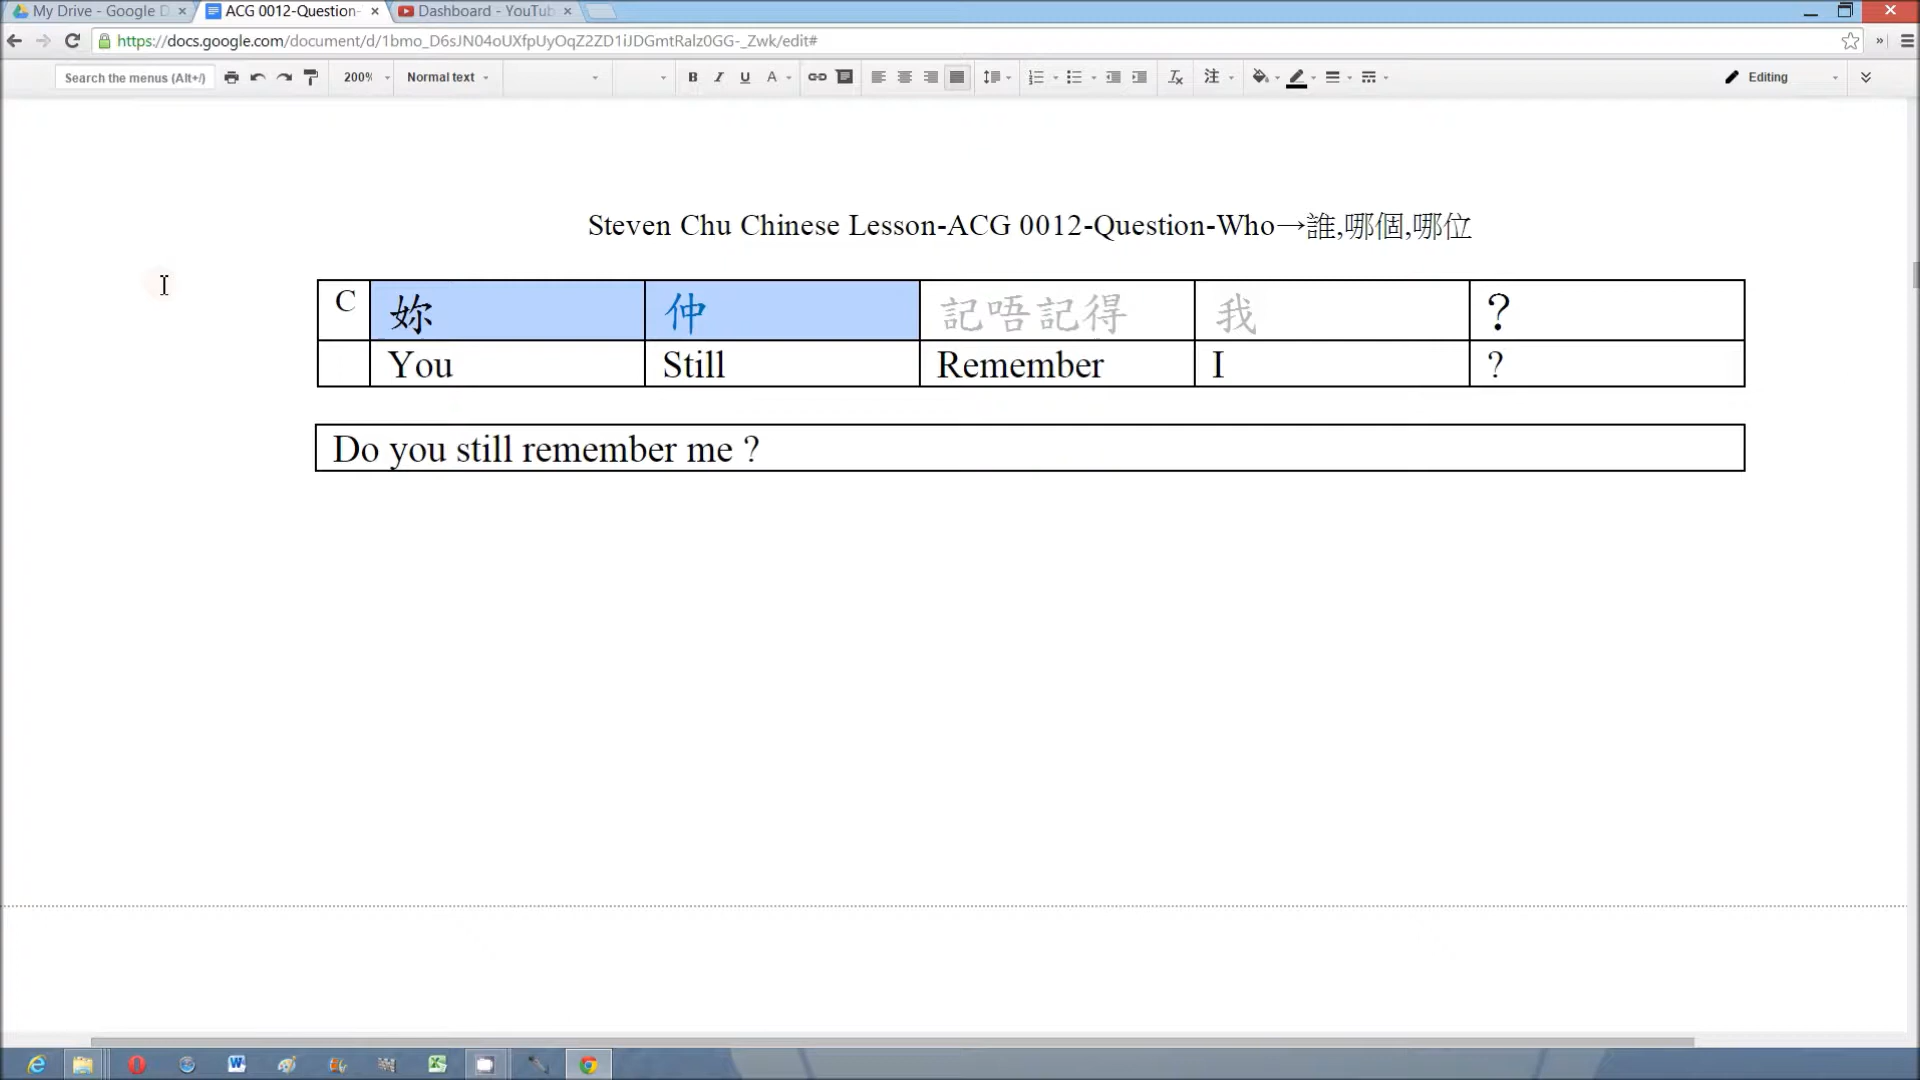 My Drive - Google D
ACG 0012-Question-
Dashboard - YouTub
https://docs.google.com/document/d/1bmo_D6sJN04oUXfpUyOqZ2ZD1iJDGmtRalz0GG-_Zwk/edit#
Search the menus (Alt+/)
200%
Normal text
B I U A
注
Editing
Steven Chu Chinese Lesson-ACG 0012-Question-Who→誰,哪個,哪位
C 妳 仲 記唔記得 我 ?
You Still Remember I ?
Do you still remember me ?